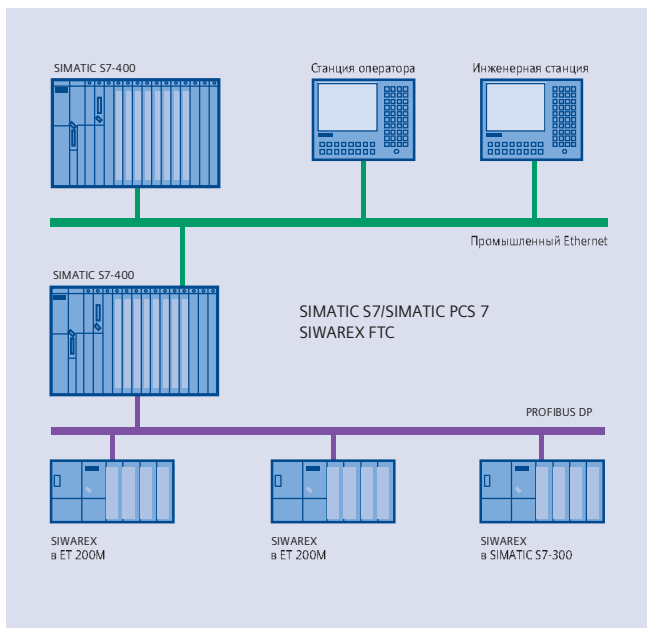 SIMATIC S7-400
Станция оператора
Инженерная станция
Промышленный Ethernet
SIMATIC S7-400
SIMATIC S7/SIMATIC PCS 7
SIWAREX FTC
PROFIBUS DP
SIWAREX
в ET 200M
SIWAREX
в ET 200M
SIWAREX
в SIMATIC S7-300